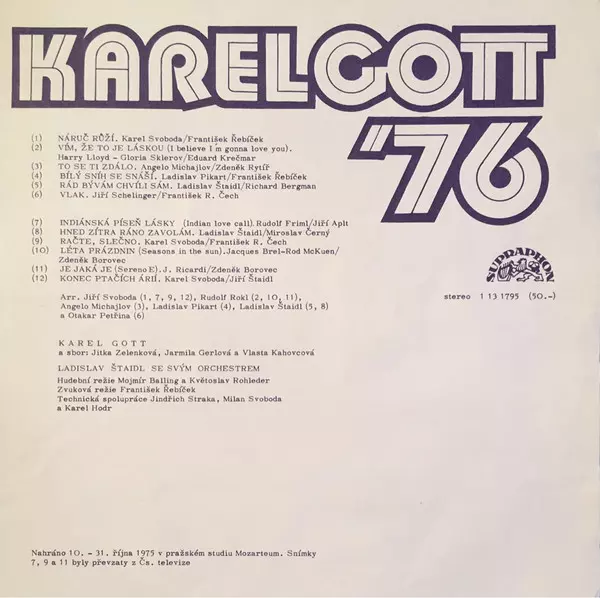 KAREL GOTT
'76
(1) NÁRUČ RŮŽÍ. Karel Svoboda/František Řebíček
(2) VÍM, ŽE TO JE LÁSKOU (I believe I'm gonna love you).
Harry Lloyd - Gloria Sklerov/Eduard Krečmar
(3) TO SE TI ZDÁLO. Angelo Michajlov/Zdeněk Rytíř
(4) BÍLÝ SNÍH SE SNÁŠÍ. Ladislav Pikart/František Řebíček
(5) RÁD BÝVÁM CHVÍLI SÁM. Ladislav Štaidl/Richard Bergman
(6) VLAK. Jiří Schelinger/František R. Čech
(7) INDIÁNSKÁ PÍSEŇ LÁSKY (Indian love call). Rudolf Friml/Jiří Aplt
(8) HNED ZÍTRA RÁNO ZAVOLÁM. Ladislav Štaidl/Miroslav Černý
(9) RAČTE, SLEČNO. Karel Svoboda/František R. Čech
(10) LÉTA PRÁZDNIN (Seasons in the sun). Jacques Brel-Rod McKuen/
Zdeněk Borovec
(11) JE JAKÁ JE (Sereno E). J. Ricardi/Zdeněk Borovec
(12) KONEC PTAČÍCH ÁRIÍ. Karel Svoboda/Jiří Štaidl
Arr. Jiří Svoboda (1, 7, 9, 12), Rudolf Rokl (2, 10, 11),
Angelo Michajlov (3), Ladislav Pikart (4), Ladislav Štaidl (5, 8)
a Otakar Petřina (6)
SUPRAPHON
stereo 1 13 1795 (50.-)
KAREL GOTT
a sbor: Jitka Zelenková, Jarmila Gerlová a Vlasta Kahovcová
LADISLAV ŠTAIDL SE SVÝM ORCHESTREM
Hudební režie Mojmír Balling a Květoslav Rohleder
Zvuková režie František Řebíček
Technická spolupráce Jindřich Straka, Milan Svoboda
a Karel Hodr
Nahráno 10. - 31. října 1975 v pražském studiu Mozarteum. Snímky
7, 9 a 11 byly převzaty z Čs. televize